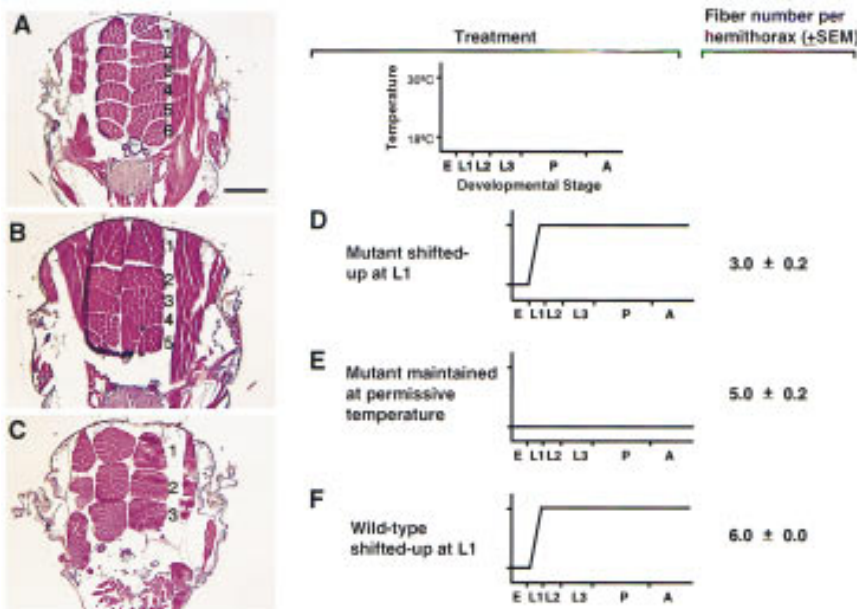 A
1
2
3
4
5
6
B
1
2
3
4
5
C
1
2
3
Treatment
Fiber number per
hemithorax (±SEM)
Temperature
30ºC
18ºC
E L1 L2 L3 P A
Developmental Stage
D
Mutant shifted-
up at L1
E L1 L2 L3 P A
3.0 ± 0.2
E
Mutant maintained
at permissive
temperature
E L1 L2 L3 P A
5.0 ± 0.2
F
Wild-type
shifted-up at L1
E L1 L2 L3 P A
6.0 ± 0.0